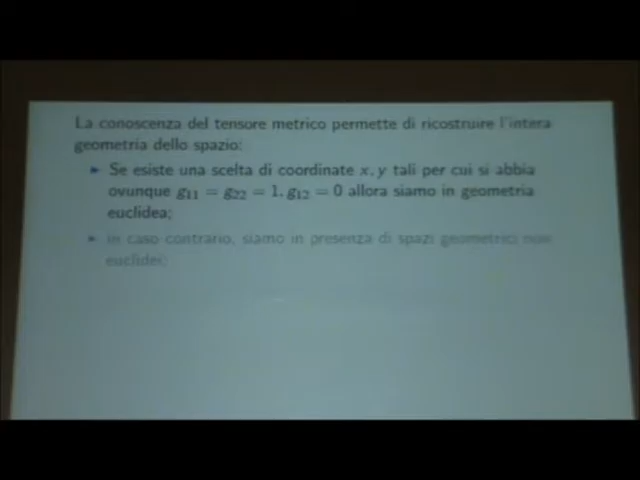 La conoscenza del tensore metrico permette di ricostruire l'intera
geometria dello spazio:
▸ Se esiste una scelta di coordinate x, y tali per cui si abbia
ovunque g₁₁ = g₂₂ = 1, g₁₂ = 0 allora siamo in geometria
euclidea;
▸ In caso contrario, siamo in presenza di spazi geometrici non
euclidei;